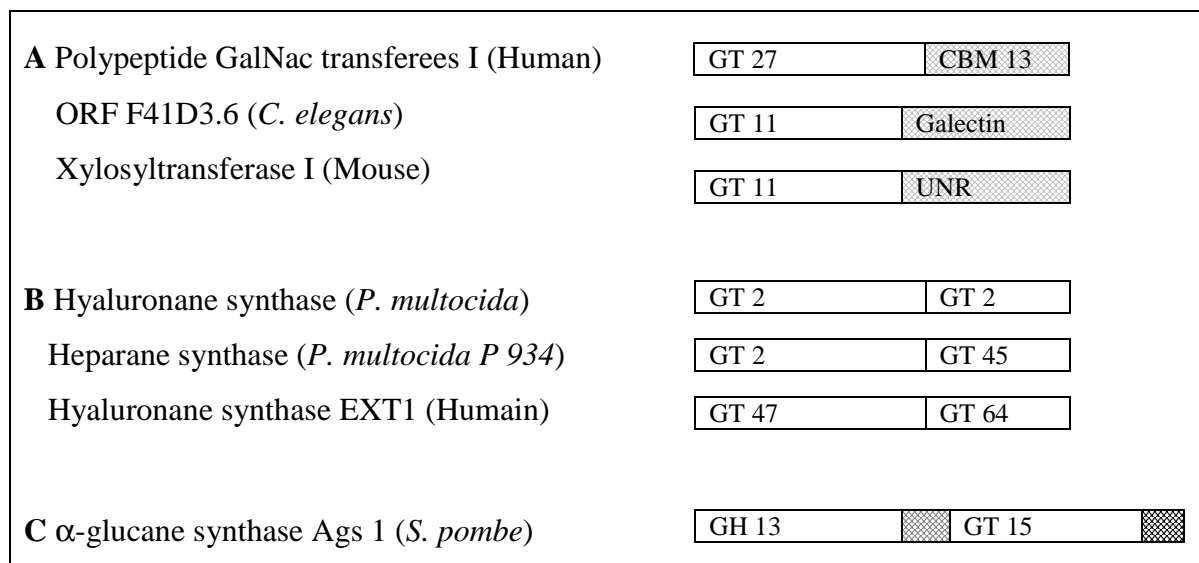 A Polypeptide GalNac transferees I (Human) GT 27 CBM 13
ORF F41D3.6 (C. elegans) GT 11 Galectin
Xylosyltransferase I (Mouse) GT 11 UNR
B Hyaluronane synthase (P. multocida) GT 2 GT 2
Heparane synthase (P. multocida P 934) GT 2 GT 45
Hyaluronane synthase EXT1 (Humain) GT 47 GT 64
C α-glucane synthase Ags 1 (S. pombe) GH 13 GT 15